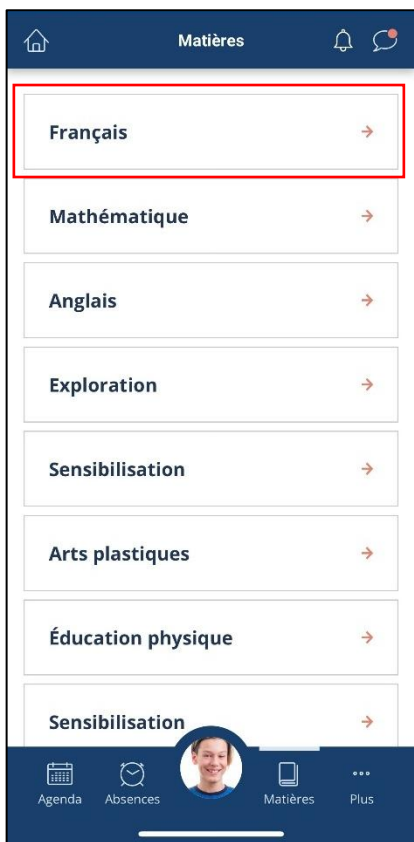 Matières
Français
Mathématique
Anglais
Exploration
Sensibilisation
Arts plastiques
Éducation physique
Sensibilisation
Agenda Absences Matières Plus